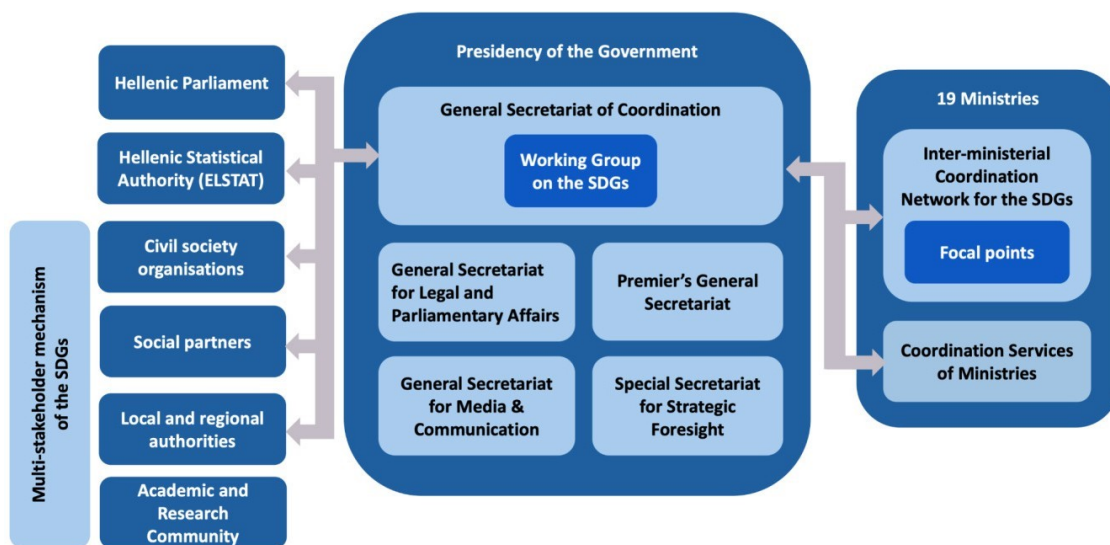 Hellenic Parliament
Hellenic Statistical
Authority (ELSTAT)
Civil society
organisations
Social partners
Local and regional
authorities
Academic and
Research
Community
Multi-stakeholder mechanism
of the SDGs
Presidency of the Government
General Secretariat of Coordination
Working Group
on the SDGs
General Secretariat
for Legal and
Parliamentary Affairs
Premier’s General
Secretariat
General Secretariat
for Media &
Communication
Special Secretariat
for Strategic
Foresight
19 Ministries
Inter-ministerial
Coordination
Network for the SDGs
Focal points
Coordination Services
of Ministries